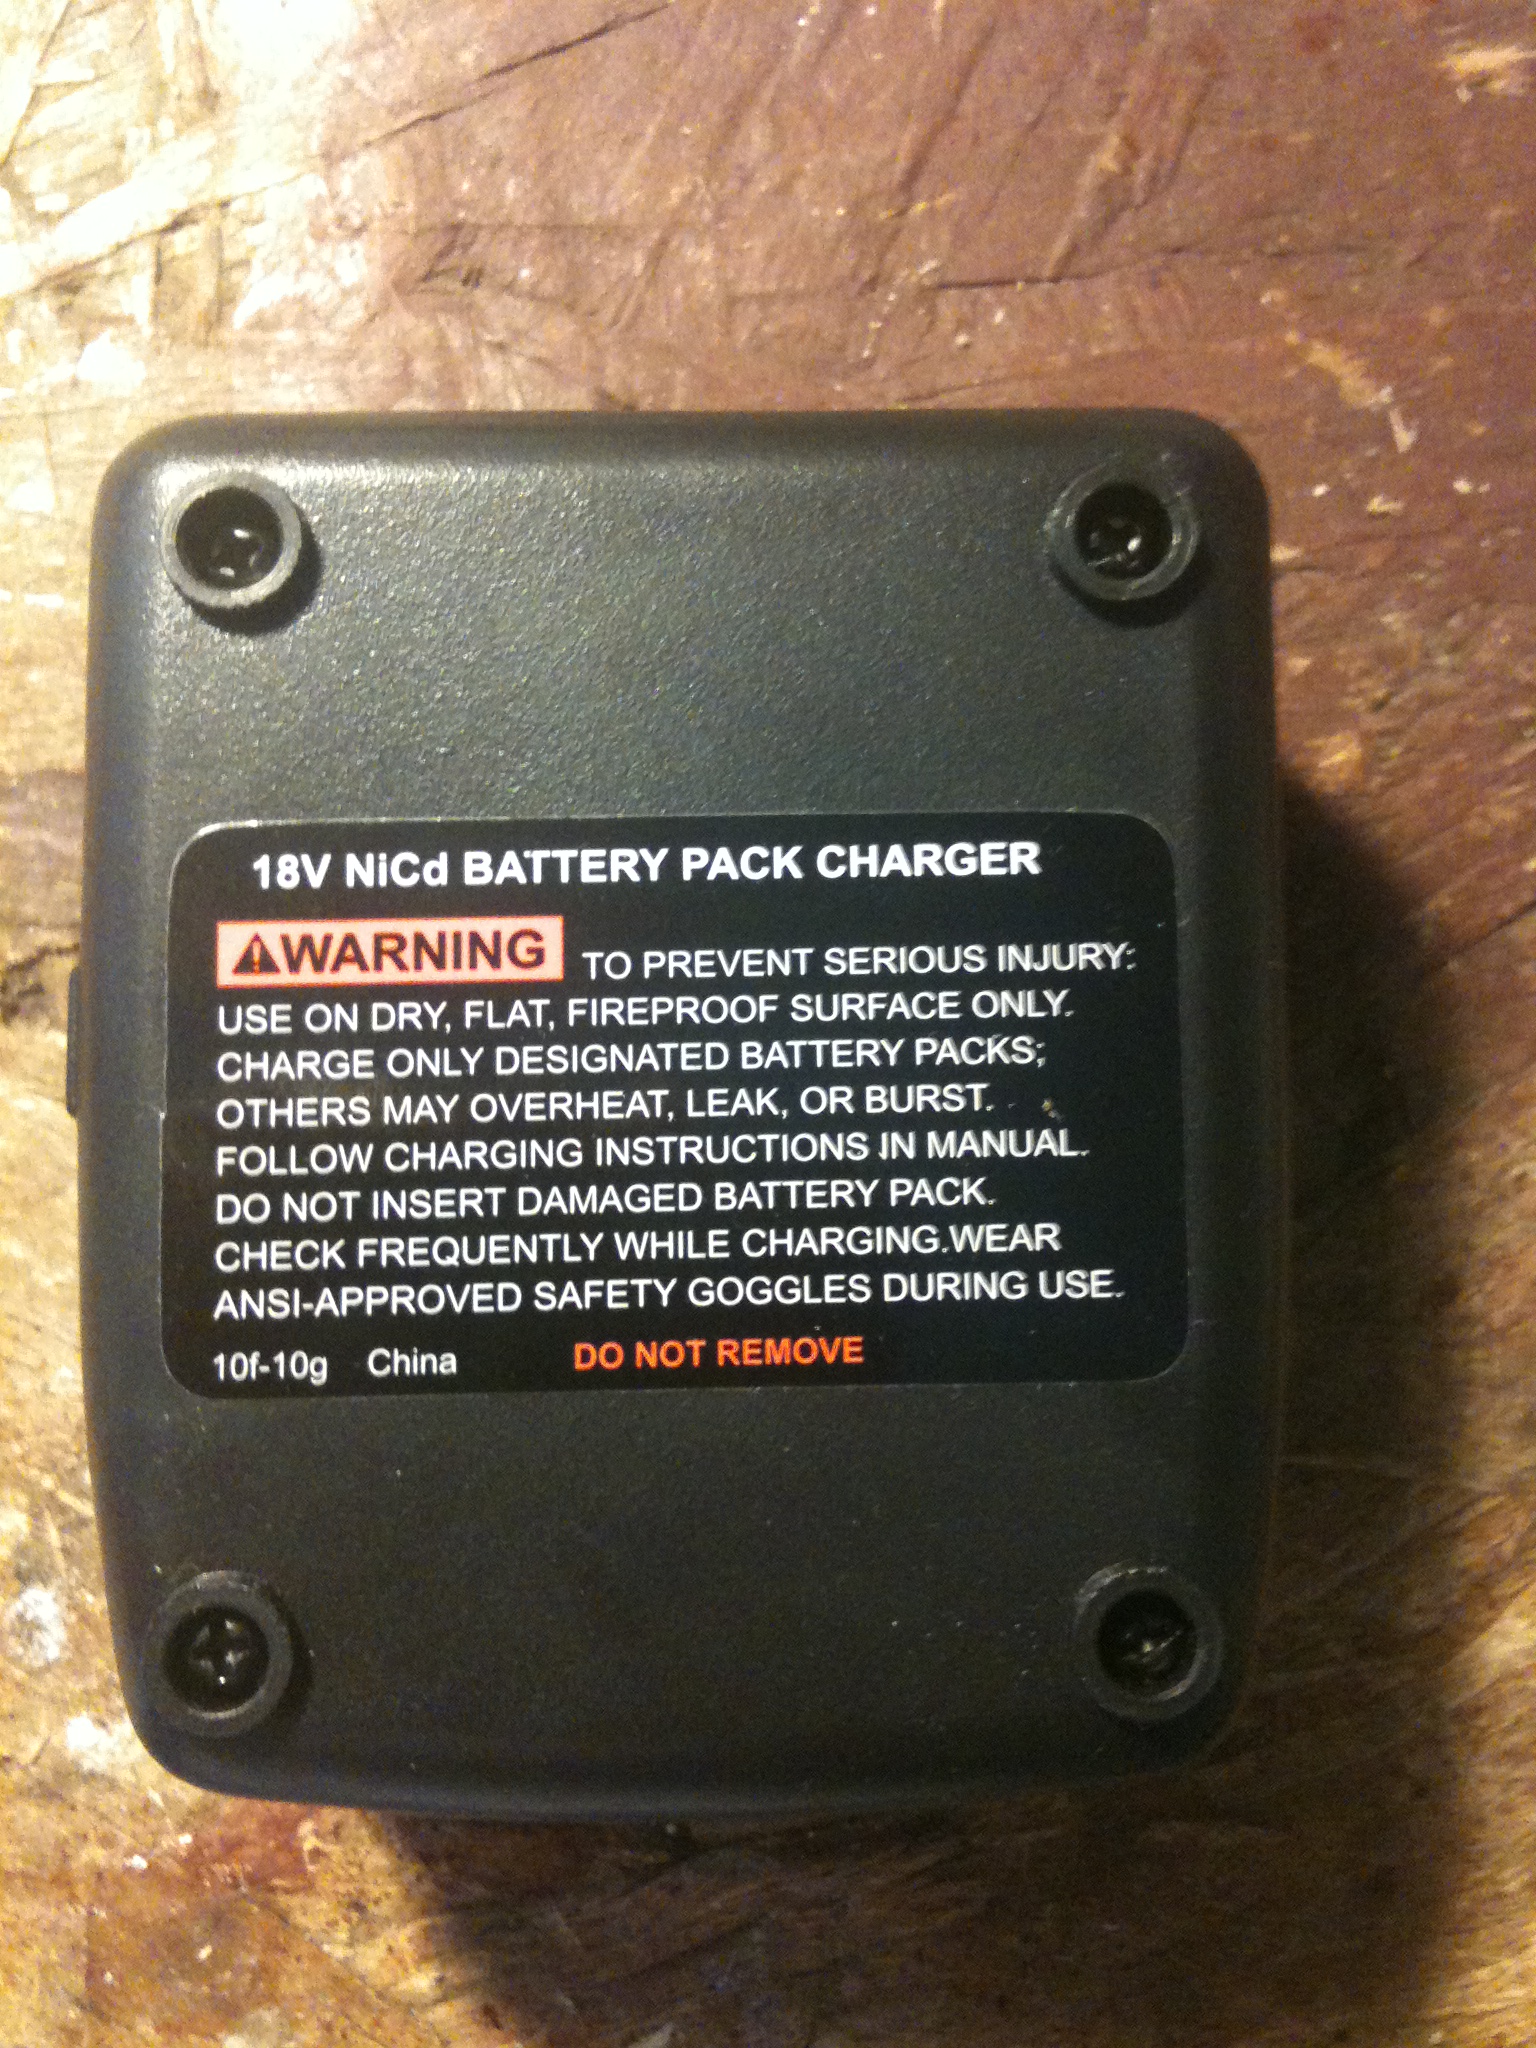 18V NiCd BATTERY PACK CHARGER
WARNING TO PREVENT SERIOUS INJURY:
USE ON DRY, FLAT, FIREPROOF SURFACE ONLY.
CHARGE ONLY DESIGNATED BATTERY PACKS;
OTHERS MAY OVERHEAT, LEAK, OR BURST.
FOLLOW CHARGING INSTRUCTIONS IN MANUAL.
DO NOT INSERT DAMAGED BATTERY PACK.
CHECK FREQUENTLY WHILE CHARGING.WEAR
ANSI-APPROVED SAFETY GOGGLES DURING USE.
10f-10g China DO NOT REMOVE